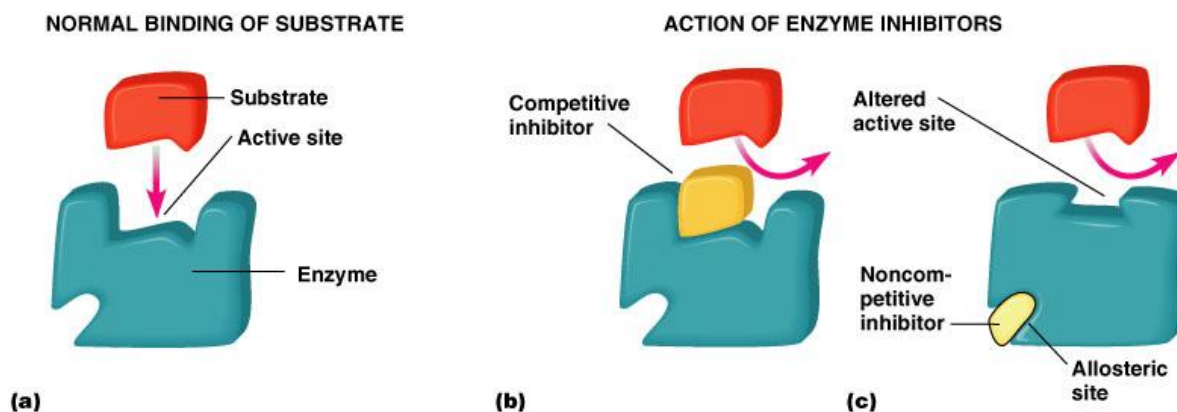 NORMAL BINDING OF SUBSTRATE
ACTION OF ENZYME INHIBITORS
Substrate
Active site
Enzyme
(a)
Competitive
inhibitor
(b)
Altered
active site
Noncom-
petitive
inhibitor
Allosteric
site
(c)